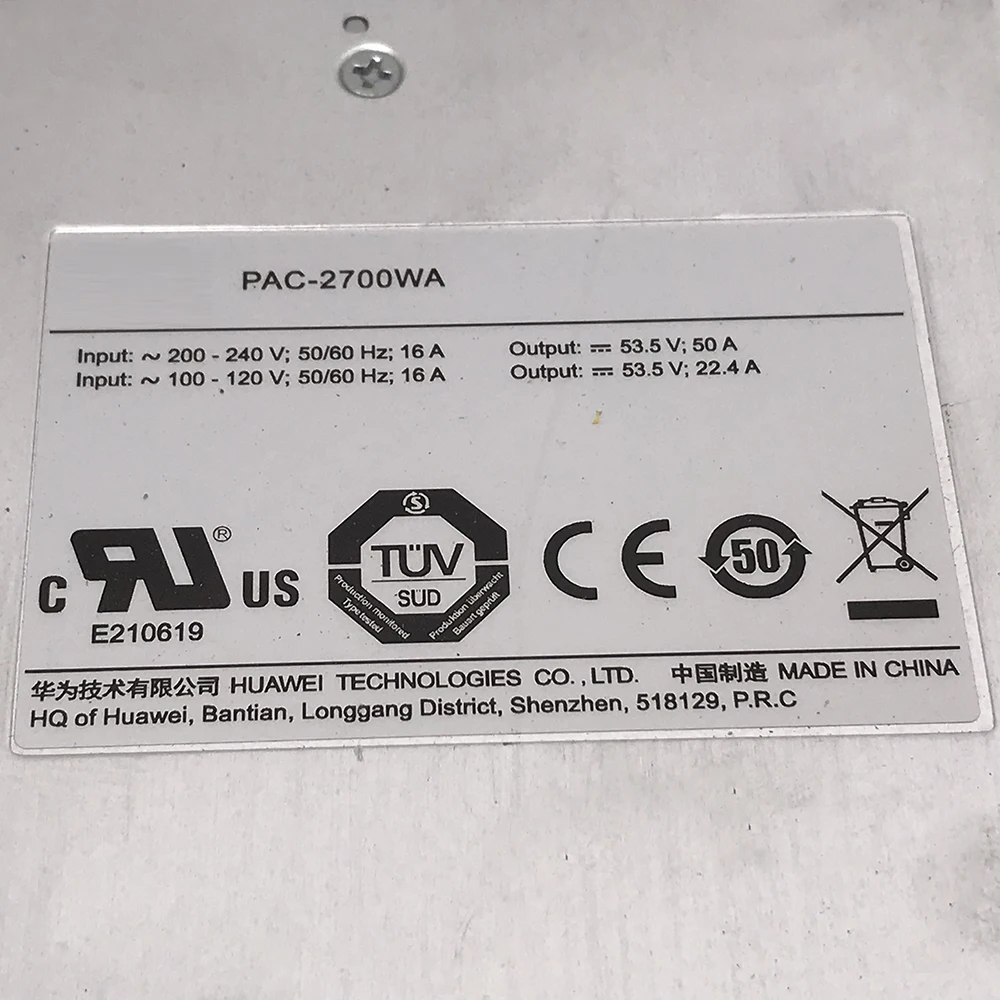 PAC-2700WA
Input: ~ 200 - 240 V; 50/60 Hz; 16 A
Output: ⎓ 53.5 V; 50 A
Input: ~ 100 - 120 V; 50/60 Hz; 16 A
Output: ⎓ 53.5 V; 22.4 A
C RU ® US
E210619
S
TÜV
SÜD
Production monitored
Type tested
Produktion überwacht
Bauart geprüft
CE
50
华为技术有限公司 HUAWEI TECHNOLOGIES CO., LTD. 中国制造 MADE IN CHINA
HQ of Huawei, Bantian, Longgang District, Shenzhen, 518129, P.R.C